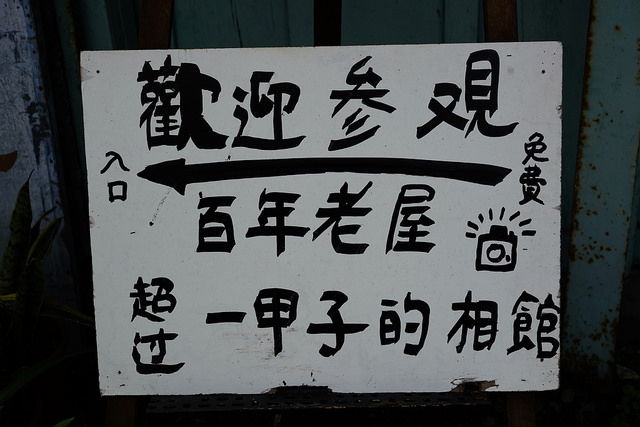 歡迎参观
入口
免費
百年老屋
超过一甲子的相館